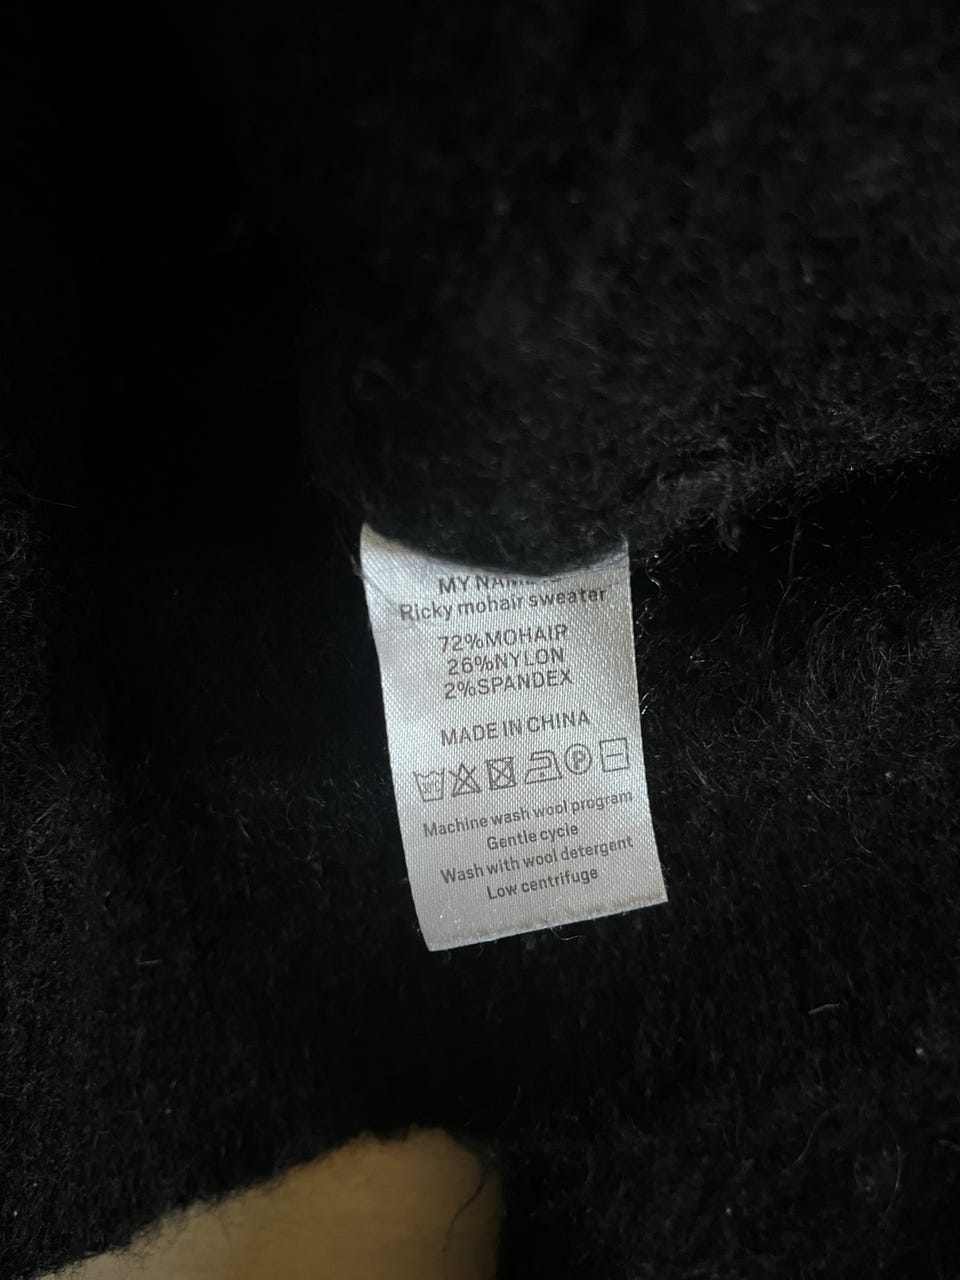 MY
Ricky mohair sweater
72%MOHAIR
26%NYLON
2%SPANDEX
MADE IN CHINA
P
Machine wash wool program
Gentle cycle
Wash with wool detergent
Low centrifuge